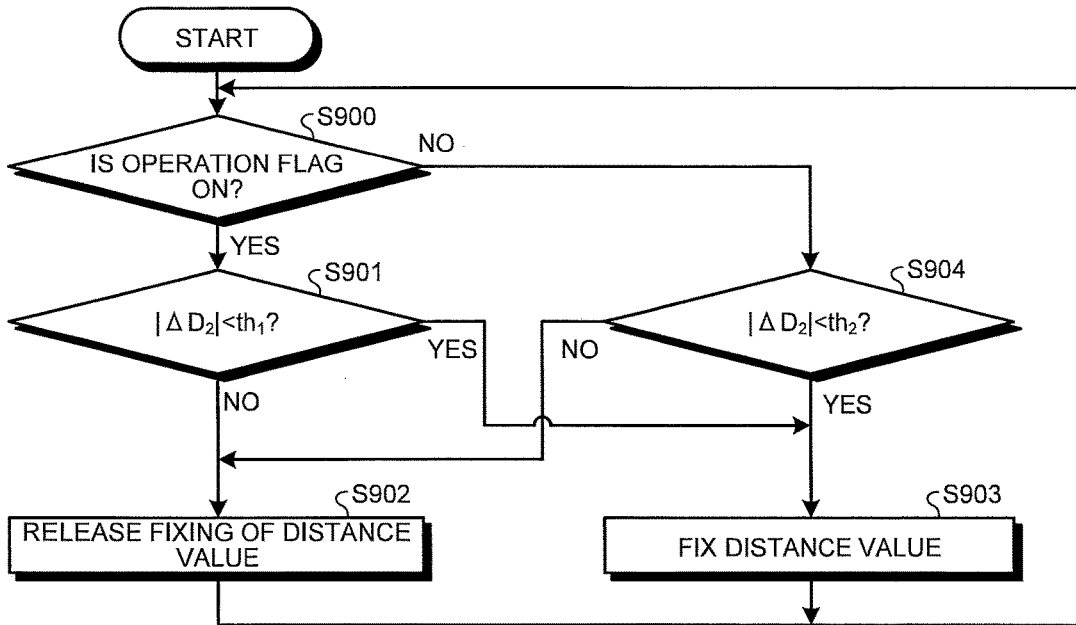 START
S900
IS OPERATION FLAG
ON?
NO
YES
S901
|ΔD₂|<th₁?
YES
NO
S904
|ΔD₂|<th₂?
NO
YES
S902
RELEASE FIXING OF DISTANCE
VALUE
S903
FIX DISTANCE VALUE